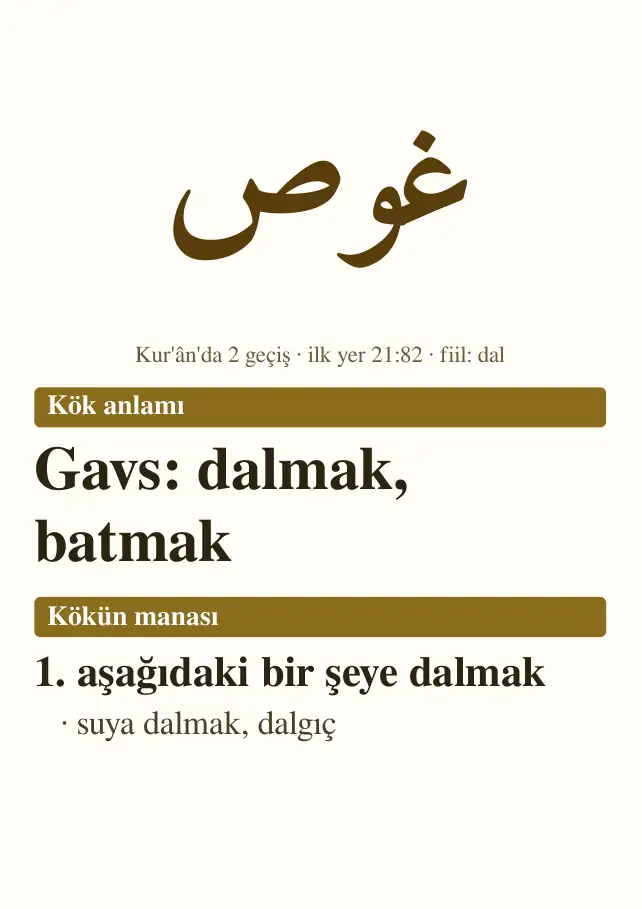 غوص
Kur'ân'da 2 geçiş · ilk yer 21:82 · fiil: dal
Kök anlamı
Gavs: dalmak,
batmak
Kökün manası
1. aşağıdaki bir şeye dalmak
· suya dalmak, dalgıç